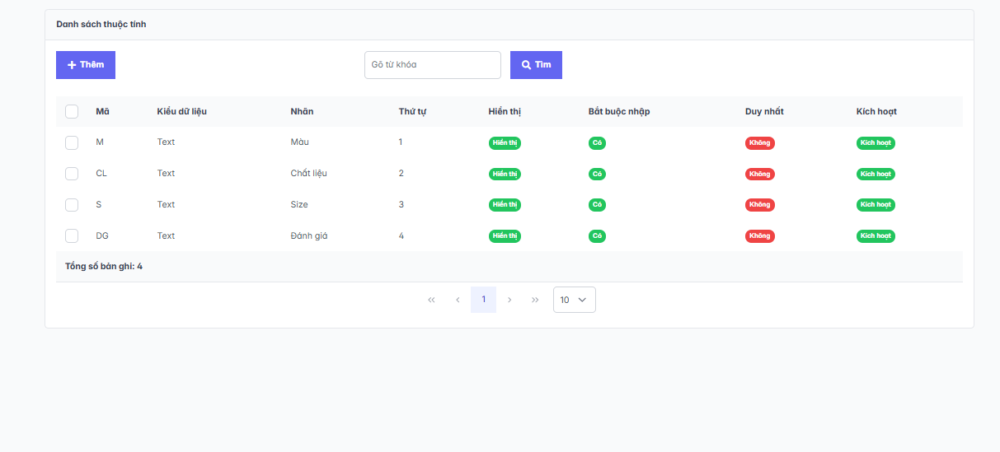 Danh sách thuộc tính
Thêm
Gõ từ khóa
Tìm
Mã Kiểu dữ liệu Nhãn Thứ tự Hiển thị Bắt buộc nhập Duy nhất Kích hoạt
M Text Màu 1 Hiển thị Có Không Kích hoạt
CL Text Chất liệu 2 Hiển thị Có Không Kích hoạt
S Text Size 3 Hiển thị Có Không Kích hoạt
DG Text Đánh giá 4 Hiển thị Có Không Kích hoạt
Tổng số bản ghi: 4
1 10